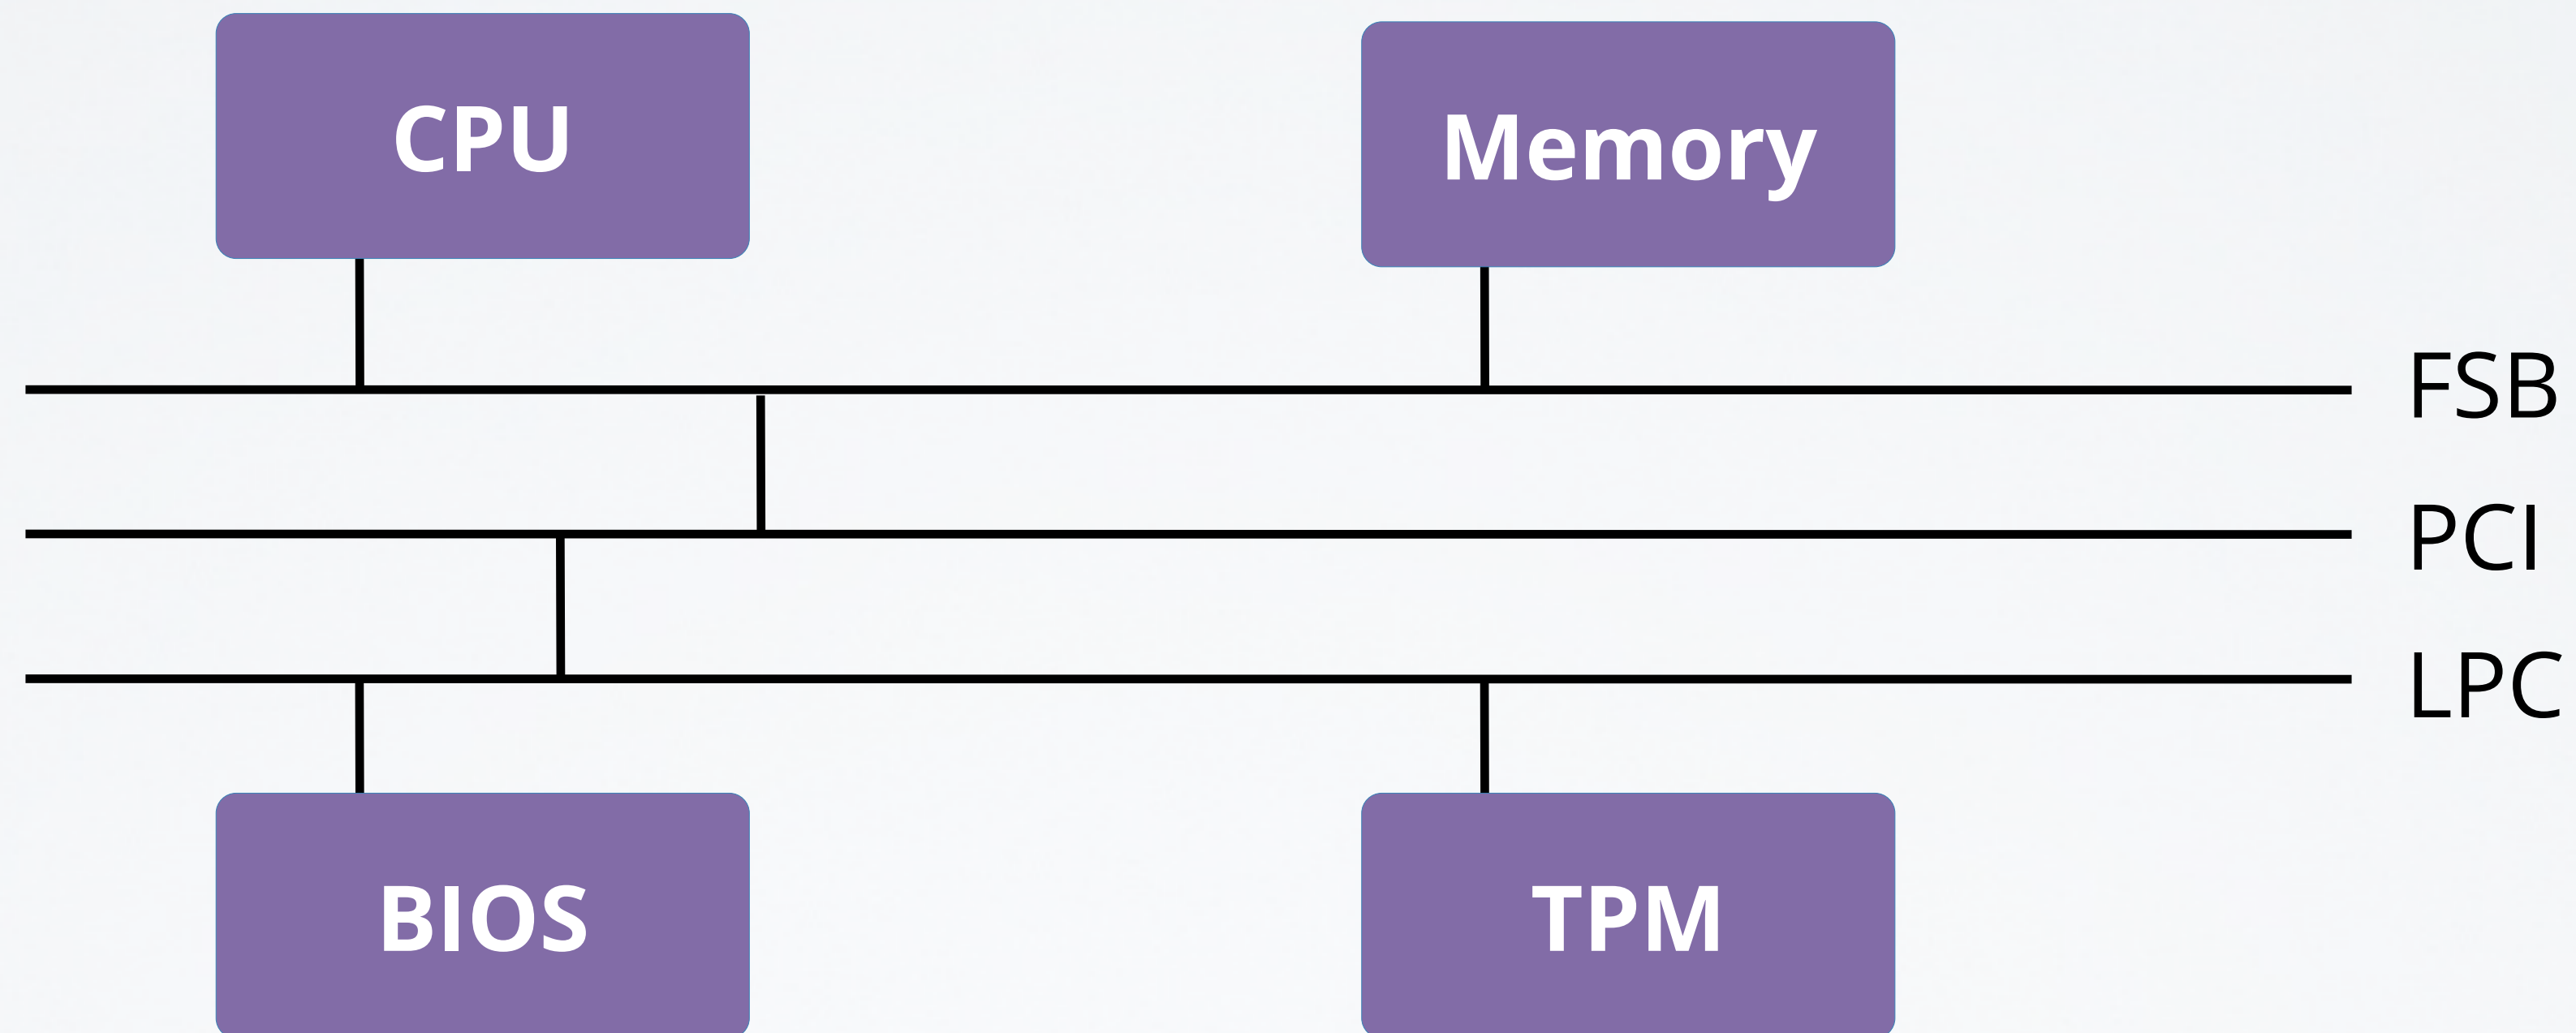 CPU
Memory
FSB
PCI
LPC
BIOS
TPM